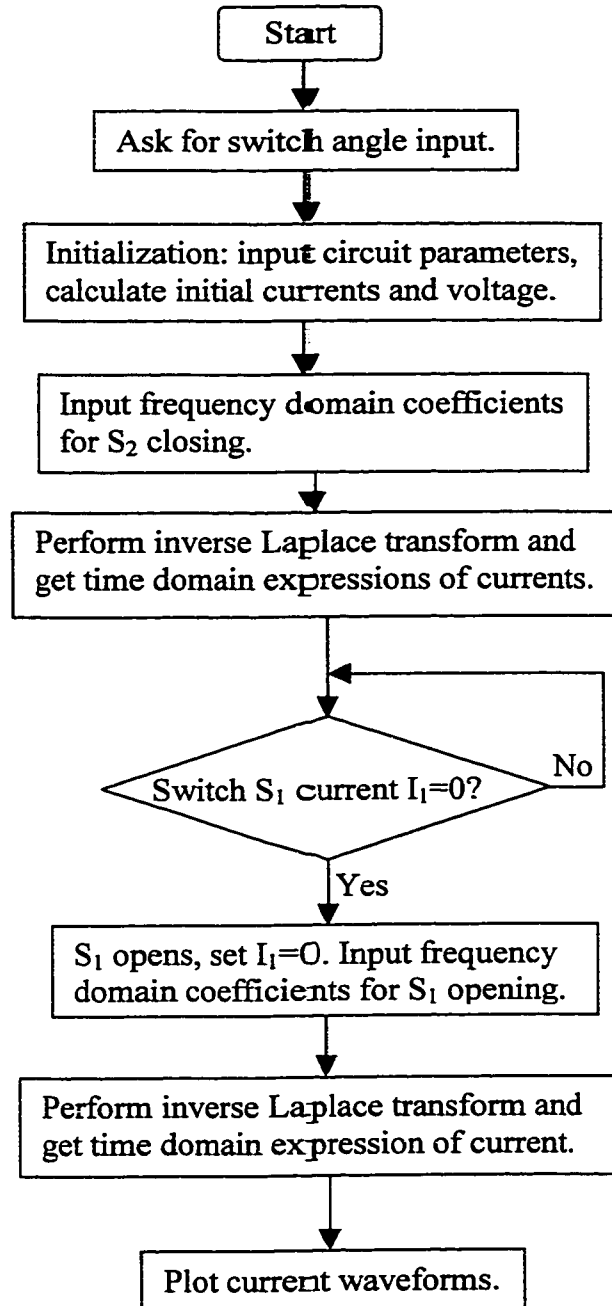 Start
Ask for switch angle input.
Initialization: input circuit parameters,
calculate initial currents and voltage.
Input frequency domain coefficients
for S₂ closing.
Perform inverse Laplace transform and
get time domain expressions of currents.
Switch S₁ current I₁=0?
No
Yes
S₁ opens, set I₁=0. Input frequency
domain coefficients for S₁ opening.
Perform inverse Laplace transform and
get time domain expression of current.
Plot current waveforms.